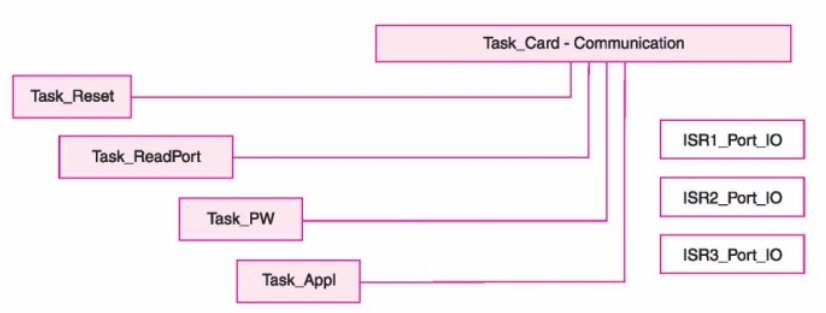 Task_Card - Communication
Task_Reset
Task_ReadPort
Task_PW
Task_Appl
ISR1_Port_IO
ISR2_Port_IO
ISR3_Port_IO